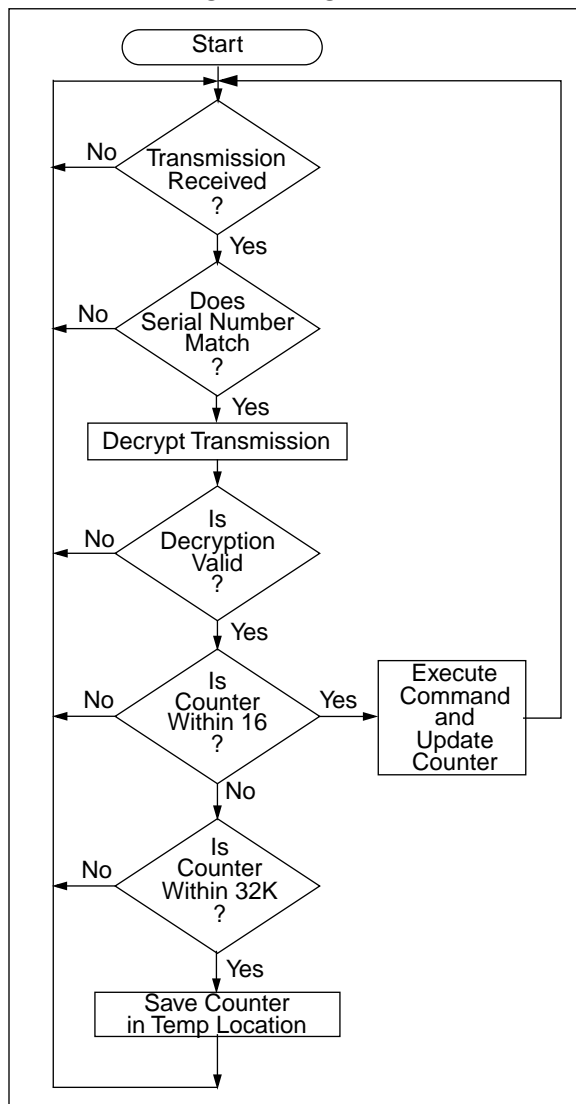 Start
No
Transmission
Received
?
Yes
No
Does
Serial Number
Match
?
Yes
Decrypt Transmission
No
Is
Decryption
Valid
?
Yes
No
Is
Counter
Within 16
?
Yes
Execute
Command
and
Update
Counter
No
No
Is
Counter
Within 32K
?
Yes
Save Counter
in Temp Location